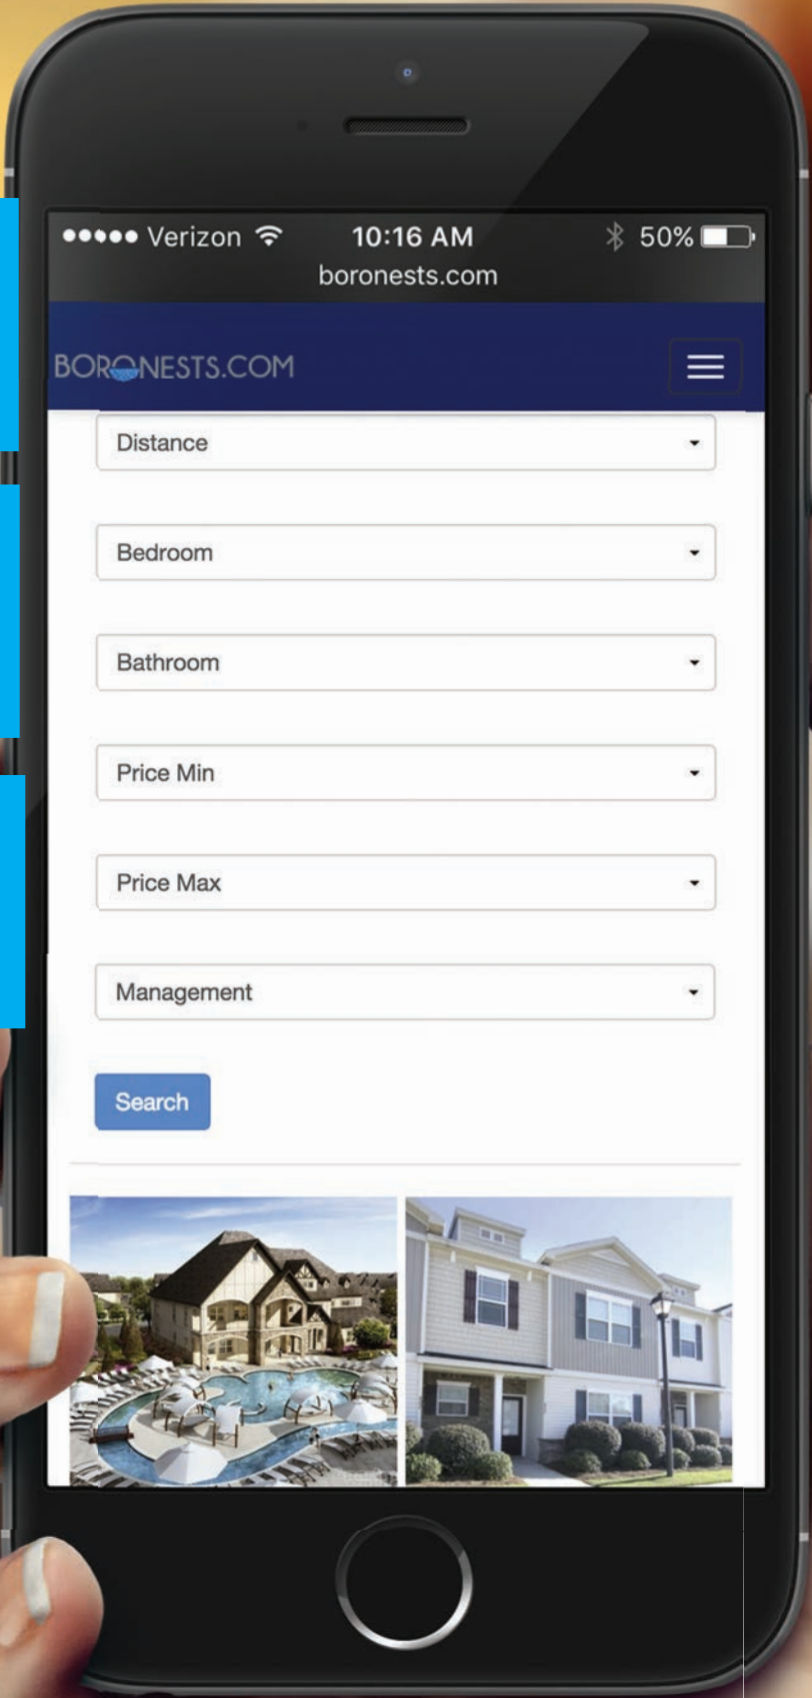 Verizon 10:16 AM 50%
boronests.com
BORONESTS.COM
Distance
Bedroom
Bathroom
Price Min
Price Max
Management
Search